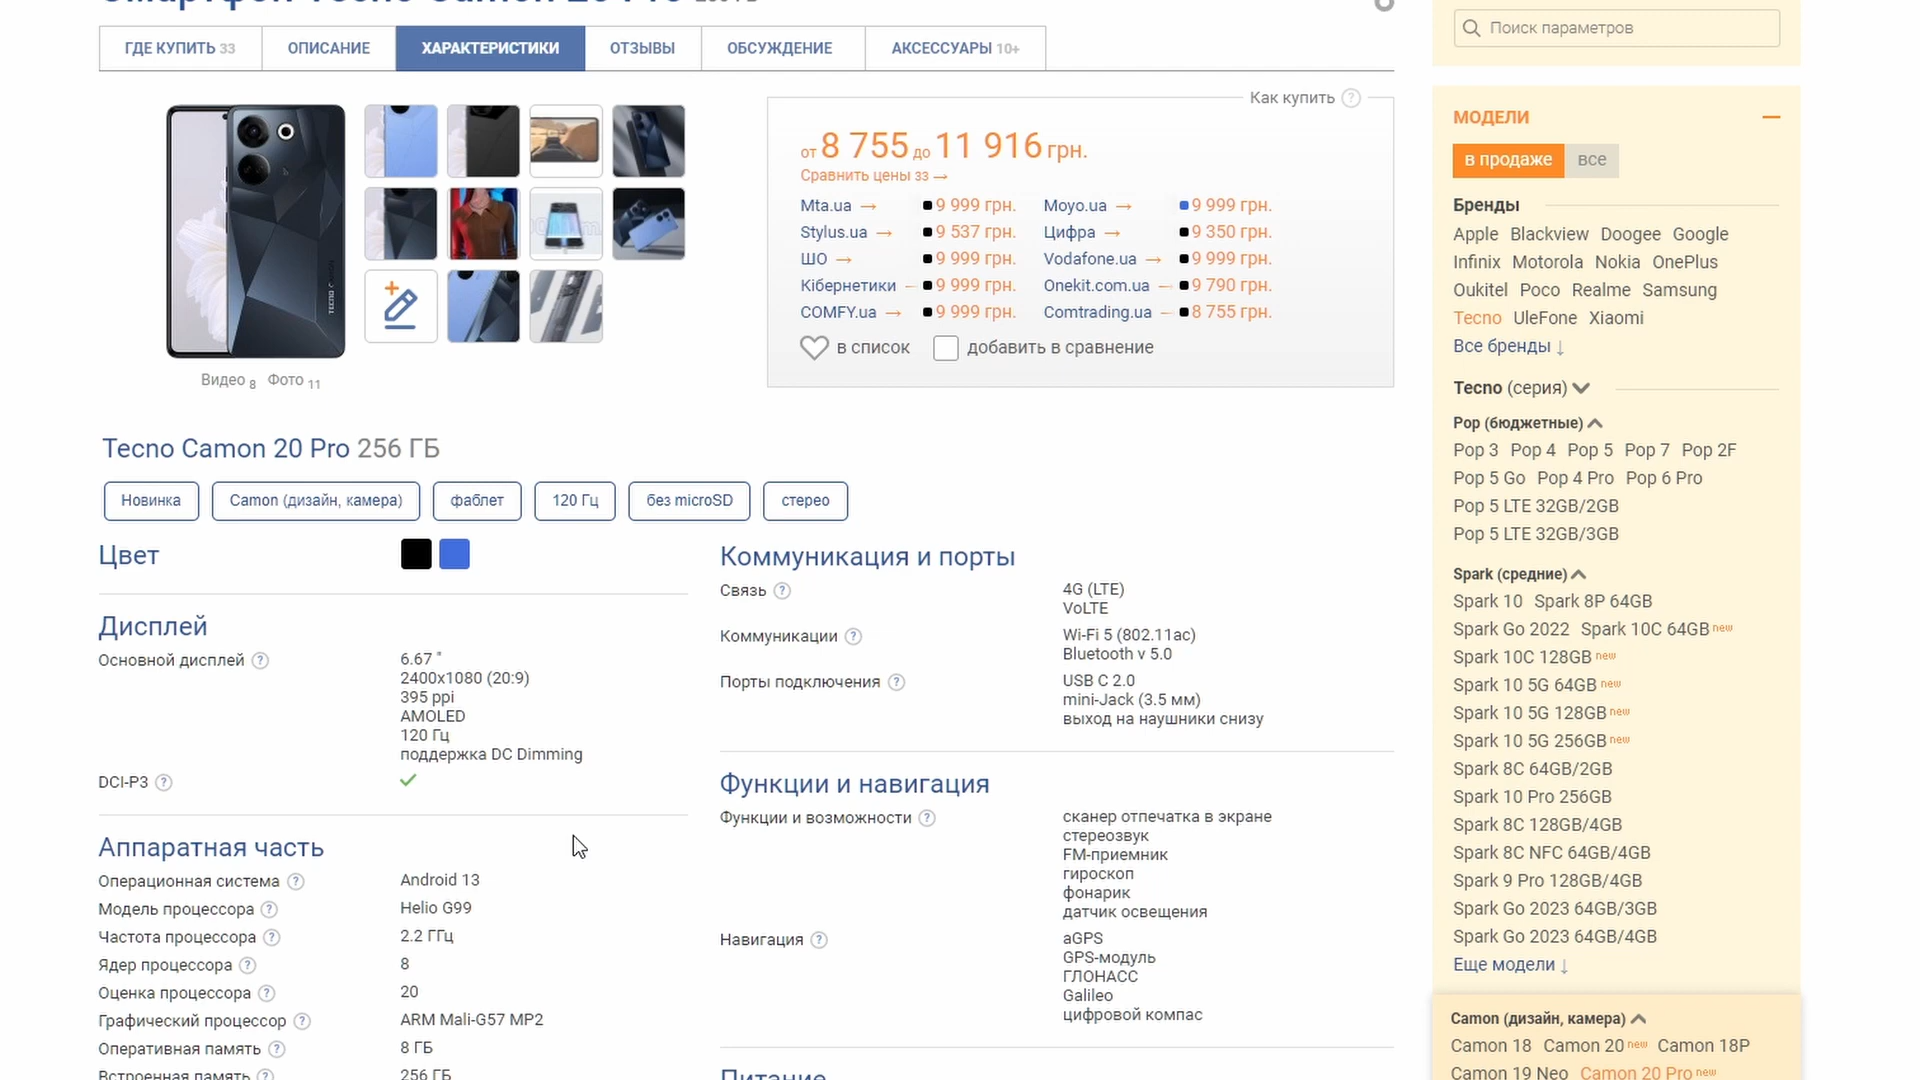 Смартфон Tecno Camon 20 Pro
ГДЕ КУПИТЬ 33
ОПИСАНИЕ
ХАРАКТЕРИСТИКИ
ОТЗЫВЫ
ОБСУЖДЕНИЕ
АКСЕССУАРЫ 10+
Как купить ?
от 8 755 до 11 916 грн.
Сравнить цены 33 →
Mta.ua → 9 999 грн. Moyo.ua → 9 999 грн.
Stylus.ua → 9 537 грн. Цифра → 9 350 грн.
ШО → 9 999 грн. Vodafone.ua → 9 999 грн.
Кібернетики → 9 999 грн. Onekit.com.ua → 9 790 грн.
COMFY.ua → 9 999 грн. Comtrading.ua → 8 755 грн.
в список добавить в сравнение
Видео 8 Фото 11
Tecno Camon 20 Pro 256 ГБ
Новинка
Camon (дизайн, камера)
фаблет
120 Гц
без microSD
стерео
Цвет
Дисплей
Основной дисплей ? 6.67 "
2400x1080 (20:9)
395 ppi
AMOLED
120 Гц
поддержка DC Dimming
DCI-P3 ?
Аппаратная часть
Операционная система ? Android 13
Модель процессора ? Helio G99
Частота процессора ? 2.2 ГГц
Ядер процессора ? 8
Оценка процессора ? 20
Графический процессор ? ARM Mali-G57 MP2
Оперативная память ? 8 ГБ
Встроенная память ? 256 ГБ
Коммуникация и порты
Связь ? 4G (LTE)
VoLTE
Коммуникации ? Wi-Fi 5 (802.11ac)
Bluetooth v 5.0
Порты подключения ? USB C 2.0
mini-Jack (3.5 мм)
выход на наушники снизу
Функции и навигация
Функции и возможности ? сканер отпечатка в экране
стереозвук
FM-приемник
гироскоп
фонарик
датчик освещения
Навигация ? aGPS
GPS-модуль
ГЛОНАСС
Galileo
цифровой компас
Питание
Поиск параметров
МОДЕЛИ
в продаже все
Бренды
Apple Blackview Doogee Google
Infinix Motorola Nokia OnePlus
Oukitel Poco Realme Samsung
Tecno UleFone Xiaomi
Все бренды ↓
Tecno (серия)
Pop (бюджетные)
Pop 3 Pop 4 Pop 5 Pop 7 Pop 2F
Pop 5 Go Pop 4 Pro Pop 6 Pro
Pop 5 LTE 32GB/2GB
Pop 5 LTE 32GB/3GB
Spark (средние)
Spark 10 Spark 8P 64GB
Spark Go 2022 Spark 10C 64GB new
Spark 10C 128GB new
Spark 10 5G 64GB new
Spark 10 5G 128GB new
Spark 10 5G 256GB new
Spark 8C 64GB/2GB
Spark 10 Pro 256GB
Spark 8C 128GB/4GB
Spark 8C NFC 64GB/4GB
Spark 9 Pro 128GB/4GB
Spark Go 2023 64GB/3GB
Spark Go 2023 64GB/4GB
Еще модели ↓
Camon (дизайн, камера)
Camon 18 Camon 20 new Camon 18P
Camon 19 Neo Camon 20 Pro new